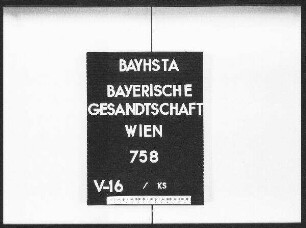 BAYHSTA
BAYERISCHE
GESANDTSCHAFT
WIEN
758
V-16 / KS